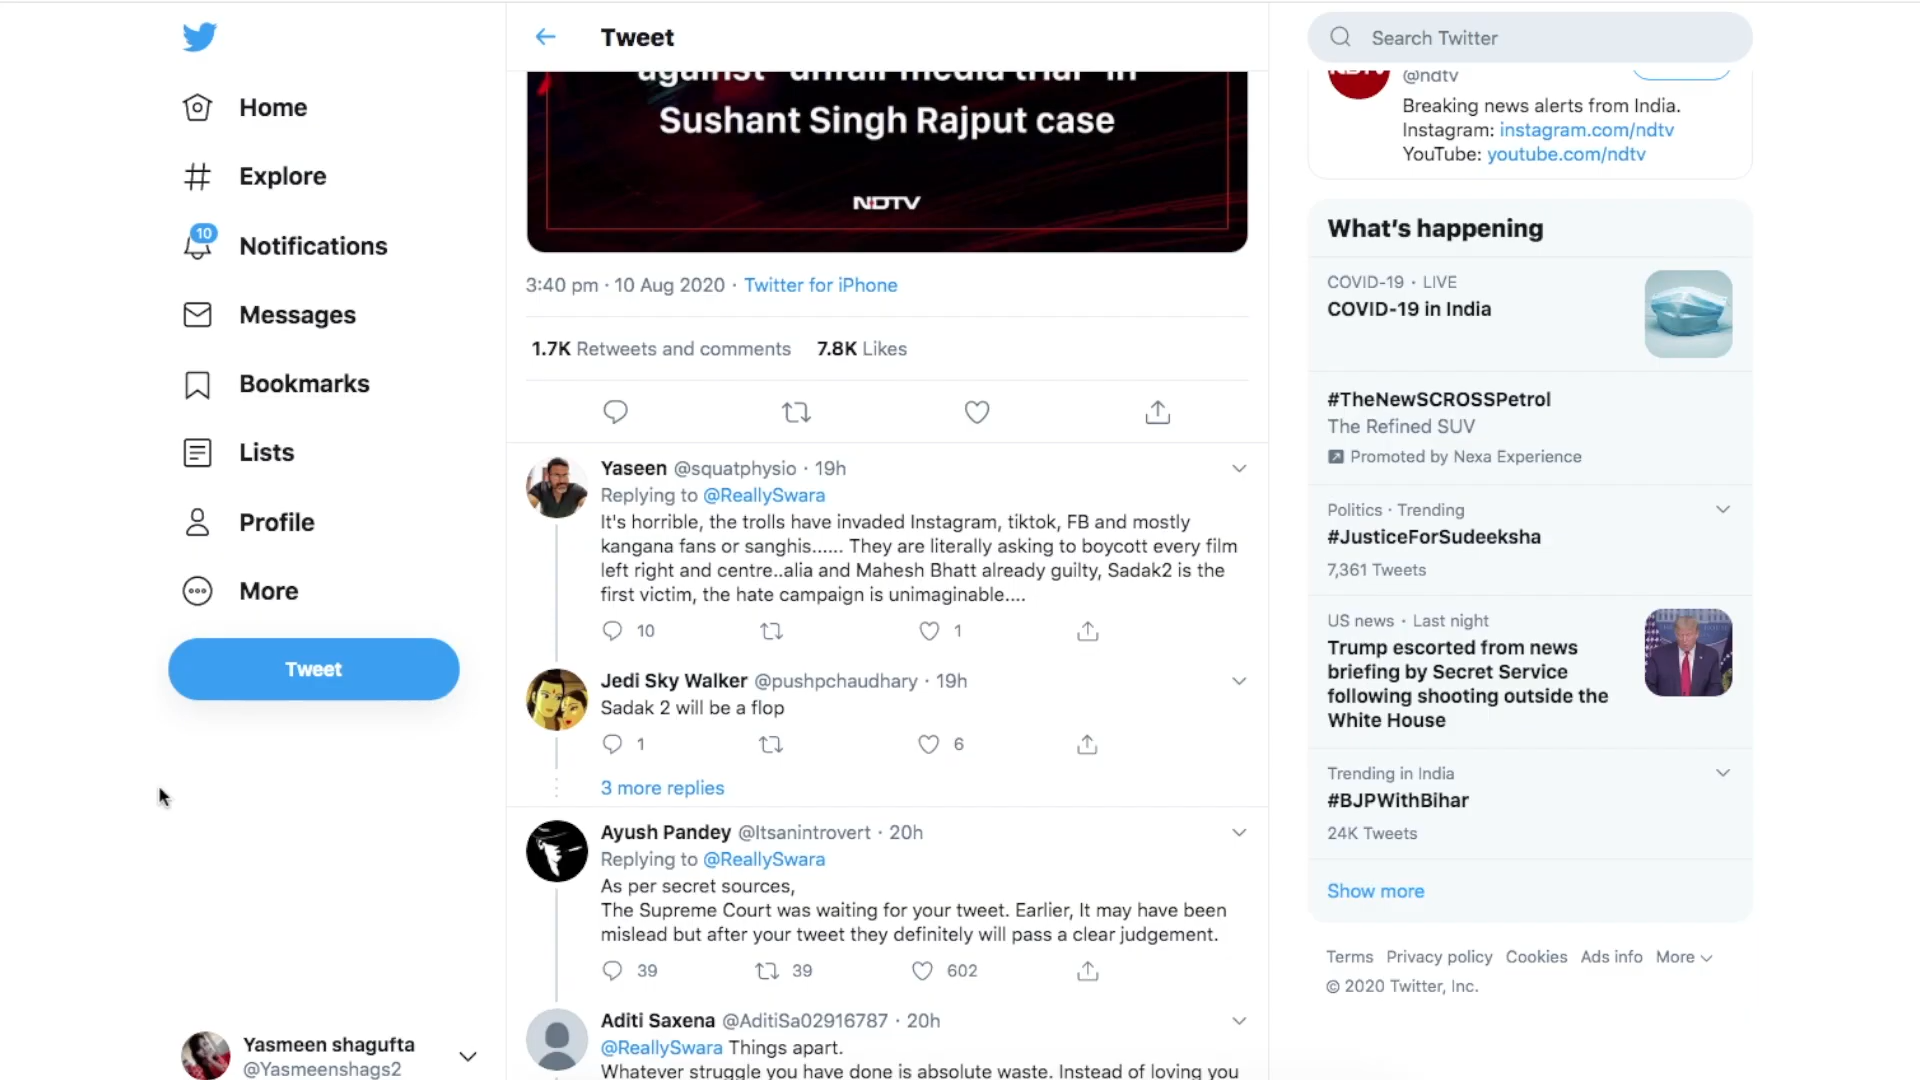 Home
Explore
10
Notifications
Messages
Bookmarks
Lists
Profile
More
Tweet
Yasmeen shagufta
@Yasmeenshags2
Tweet
against "unfair media trial" in
Sushant Singh Rajput case
NDTV
3:40 pm · 10 Aug 2020 · Twitter for iPhone
1.7K Retweets and comments 7.8K Likes
Yaseen @squatphysio · 19h
Replying to @ReallySwara
It's horrible, the trolls have invaded Instagram, tiktok, FB and mostly
kangana fans or sanghis...... They are literally asking to boycott every film
left right and centre..alia and Mahesh Bhatt already guilty, Sadak2 is the
first victim, the hate campaign is unimaginable....
10 1
Jedi Sky Walker @pushpchaudhary · 19h
Sadak 2 will be a flop
1 6
3 more replies
Ayush Pandey @Itsanintrovert · 20h
Replying to @ReallySwara
As per secret sources,
The Supreme Court was waiting for your tweet. Earlier, It may have been
mislead but after your tweet they definitely will pass a clear judgement.
39 39 602
Aditi Saxena @AditiSa02916787 · 20h
@ReallySwara Things apart.
Whatever struggle you have done is absolute waste. Instead of loving you
Search Twitter
NDTV
@ndtv
Breaking news alerts from India.
Instagram: instagram.com/ndtv
YouTube: youtube.com/ndtv
What's happening
COVID-19 · LIVE
COVID-19 in India
#TheNewSCROSSPetrol
The Refined SUV
Promoted by Nexa Experience
Politics · Trending
#JusticeForSudeeksha
7,361 Tweets
US news · Last night
Trump escorted from news
briefing by Secret Service
following shooting outside the
White House
Trending in India
#BJPWithBihar
24K Tweets
Show more
Terms Privacy policy Cookies Ads info More
© 2020 Twitter, Inc.